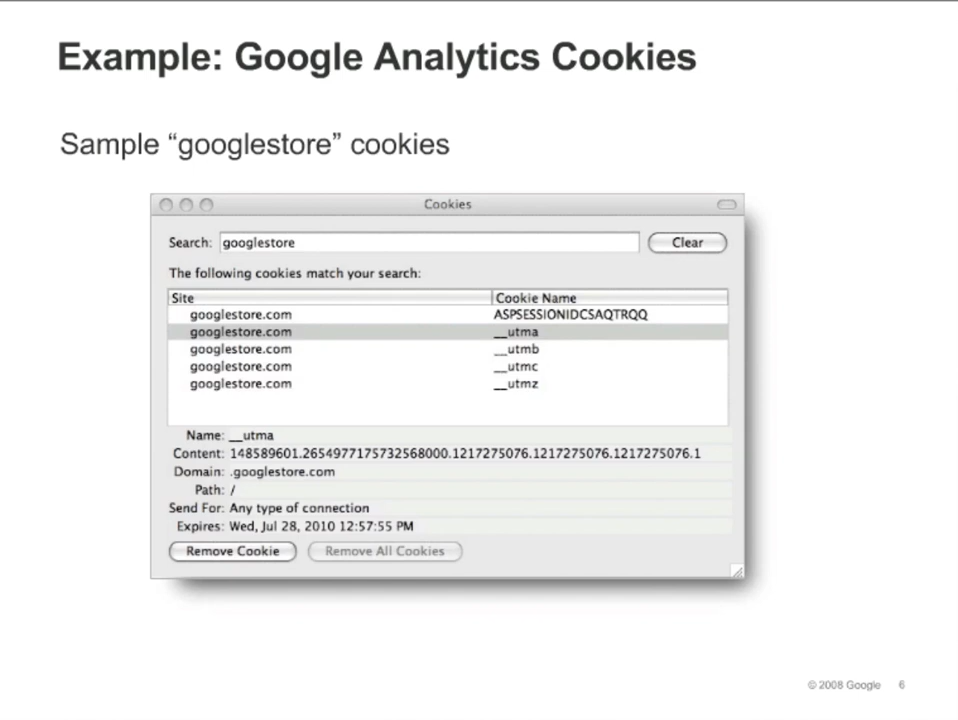 Example: Google Analytics Cookies
Sample “googlestore” cookies
Cookies
Search: googlestore Clear
The following cookies match your search:
Site Cookie Name
googlestore.com ASPSESSIONIDCSAQTRQQ
googlestore.com __utma
googlestore.com __utmb
googlestore.com __utmc
googlestore.com __utmz
Name: __utma
Content: 148589601.2654977175732568000.1217275076.1217275076.1217275076.1
Domain: .googlestore.com
Path: /
Send For: Any type of connection
Expires: Wed, Jul 28, 2010 12:57:55 PM
Remove Cookie Remove All Cookies
© 2008 Google 6